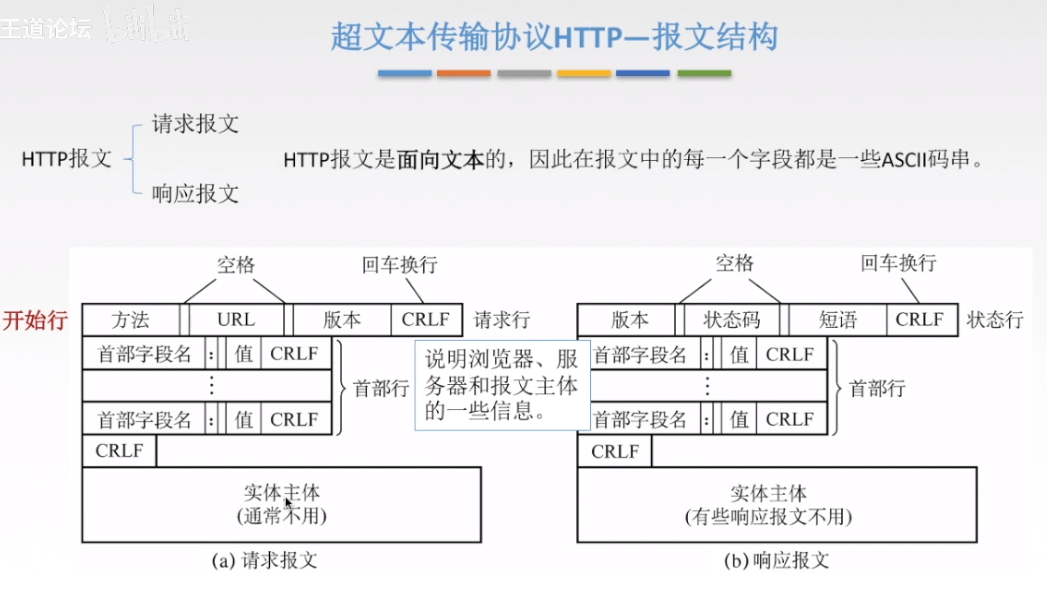 王道论坛 bilibili
超文本传输协议HTTP—报文结构
请求报文
HTTP报文
响应报文
HTTP报文是面向文本的，因此在报文中的每一个字段都是一些ASCII码串。
空格 回车换行
开始行 方法 URL 版本 CRLF 请求行
首部字段名 : 值 CRLF
⋮
首部字段名 : 值 CRLF
首部行
CRLF
实体主体
(通常不用)
(a) 请求报文
说明浏览器、服
务器和报文主体
的一些信息。
空格 回车换行
版本 状态码 短语 CRLF 状态行
首部字段名 : 值 CRLF
⋮
首部字段名 : 值 CRLF
首部行
CRLF
实体主体
(有些响应报文不用)
(b) 响应报文